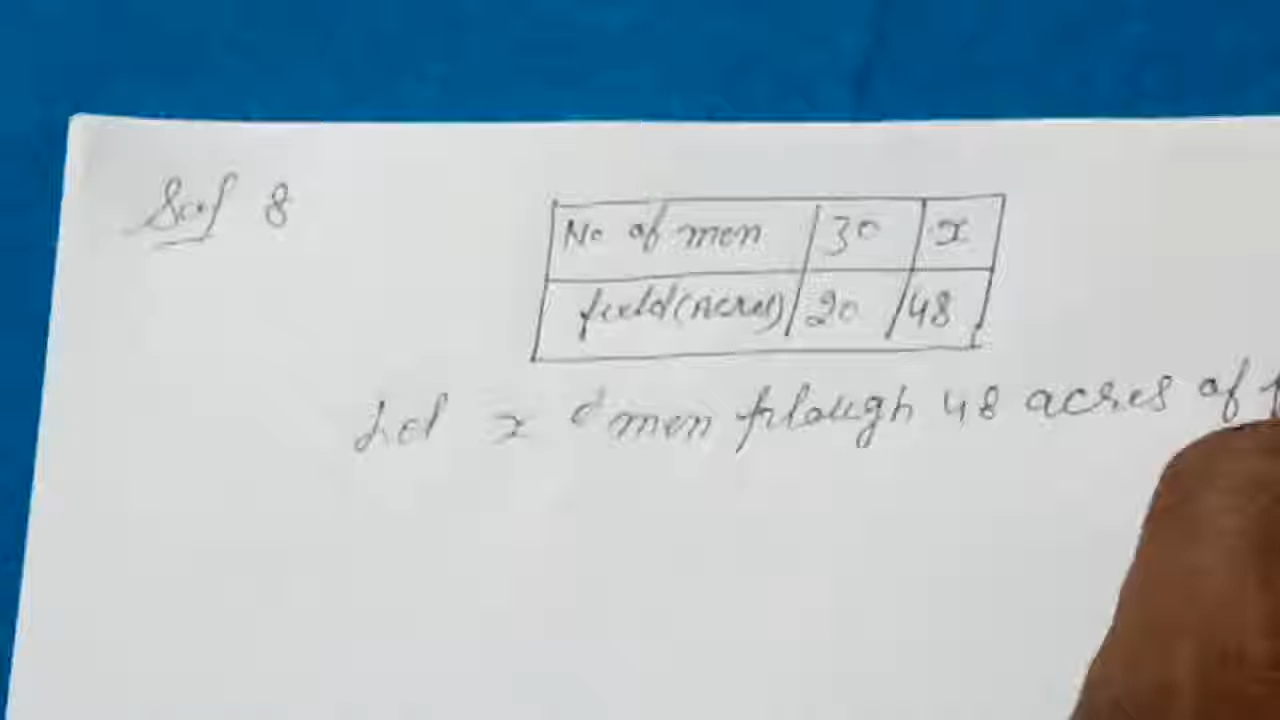 Sol 8
No of men 30 x
field(Acres) 20 48
Let x men plough 48 acres of